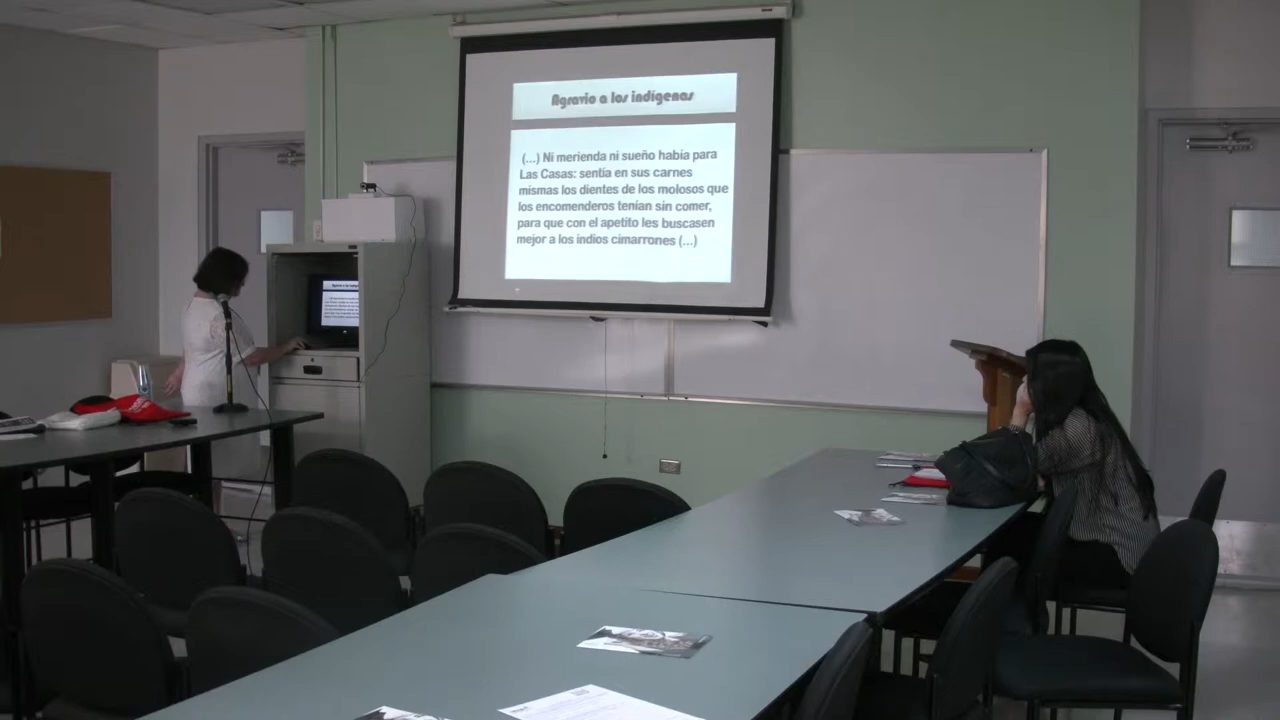 Agravio a los indígenas
(...) Ni merienda ni sueño había para
Las Casas: sentía en sus carnes
mismas los dientes de los molosos que
los encomenderos tenían sin comer,
para que con el apetito les buscasen
mejor a los indios cimarrones (...)